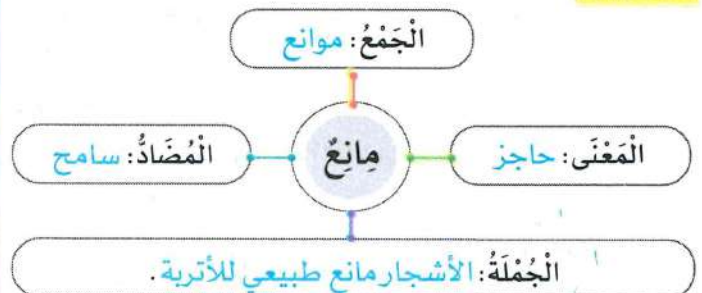 الْجَمْعُ: موانع
الْمَعْنَى: حاجز
مِانِعٌ
الْمُضَادُّ: سامح
الْجُمْلَةُ: الأشجار مانع طبيعي للأتربة.